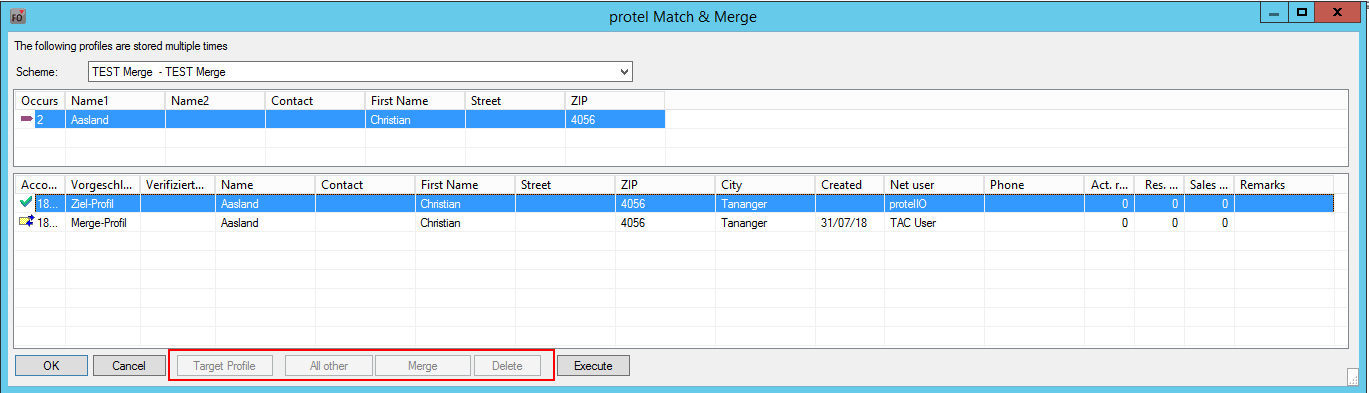 FO protel Match & Merge X
The following profiles are stored multiple times
Scheme: TEST Merge - TEST Merge
Occurs Name1 Name2 Contact First Name Street ZIP
2 Aasland Christian 4056
Acco... Vorgeschl... Verifiziert... Name Contact First Name Street ZIP City Created Net user Phone Act. r... Res. ... Sales ... Remarks
18... Ziel-Profil Aasland Christian 4056 Tananger protelIO 0 0 0
18... Merge-Profil Aasland Christian 4056 Tananger 31/07/18 TAC User 0 0 0
OK Cancel Target Profile All other Merge Delete Execute